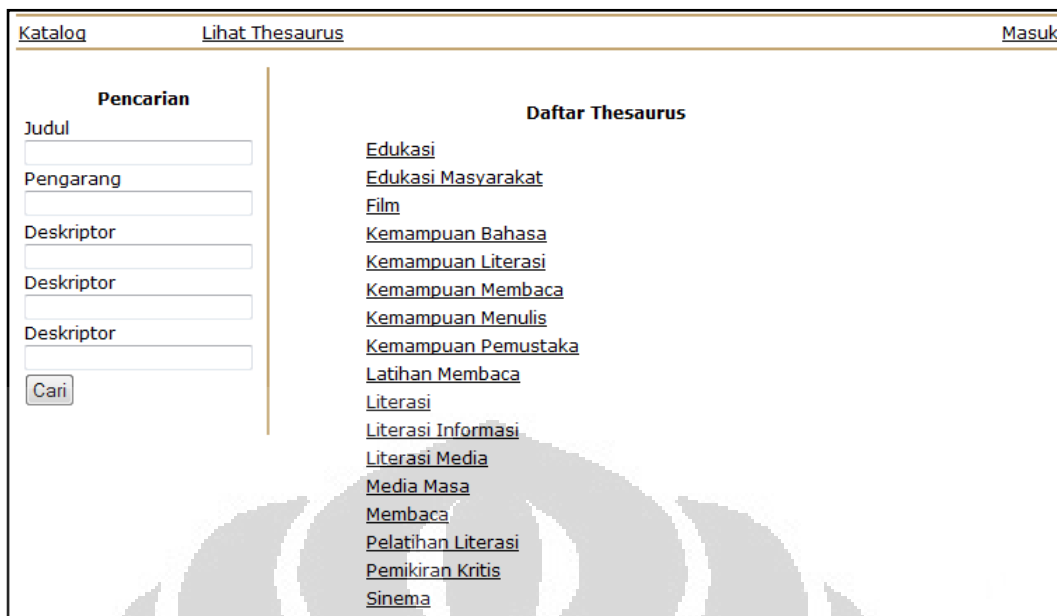 Katalog Lihat Thesaurus Masuk
Pencarian
Judul
Pengarang
Deskriptor
Deskriptor
Deskriptor
Cari
Daftar Thesaurus
Edukasi
Edukasi Masyarakat
Film
Kemampuan Bahasa
Kemampuan Literasi
Kemampuan Membaca
Kemampuan Menulis
Kemampuan Pemustaka
Latihan Membaca
Literasi
Literasi Informasi
Literasi Media
Media Masa
Membaca
Pelatihan Literasi
Pemikiran Kritis
Sinema